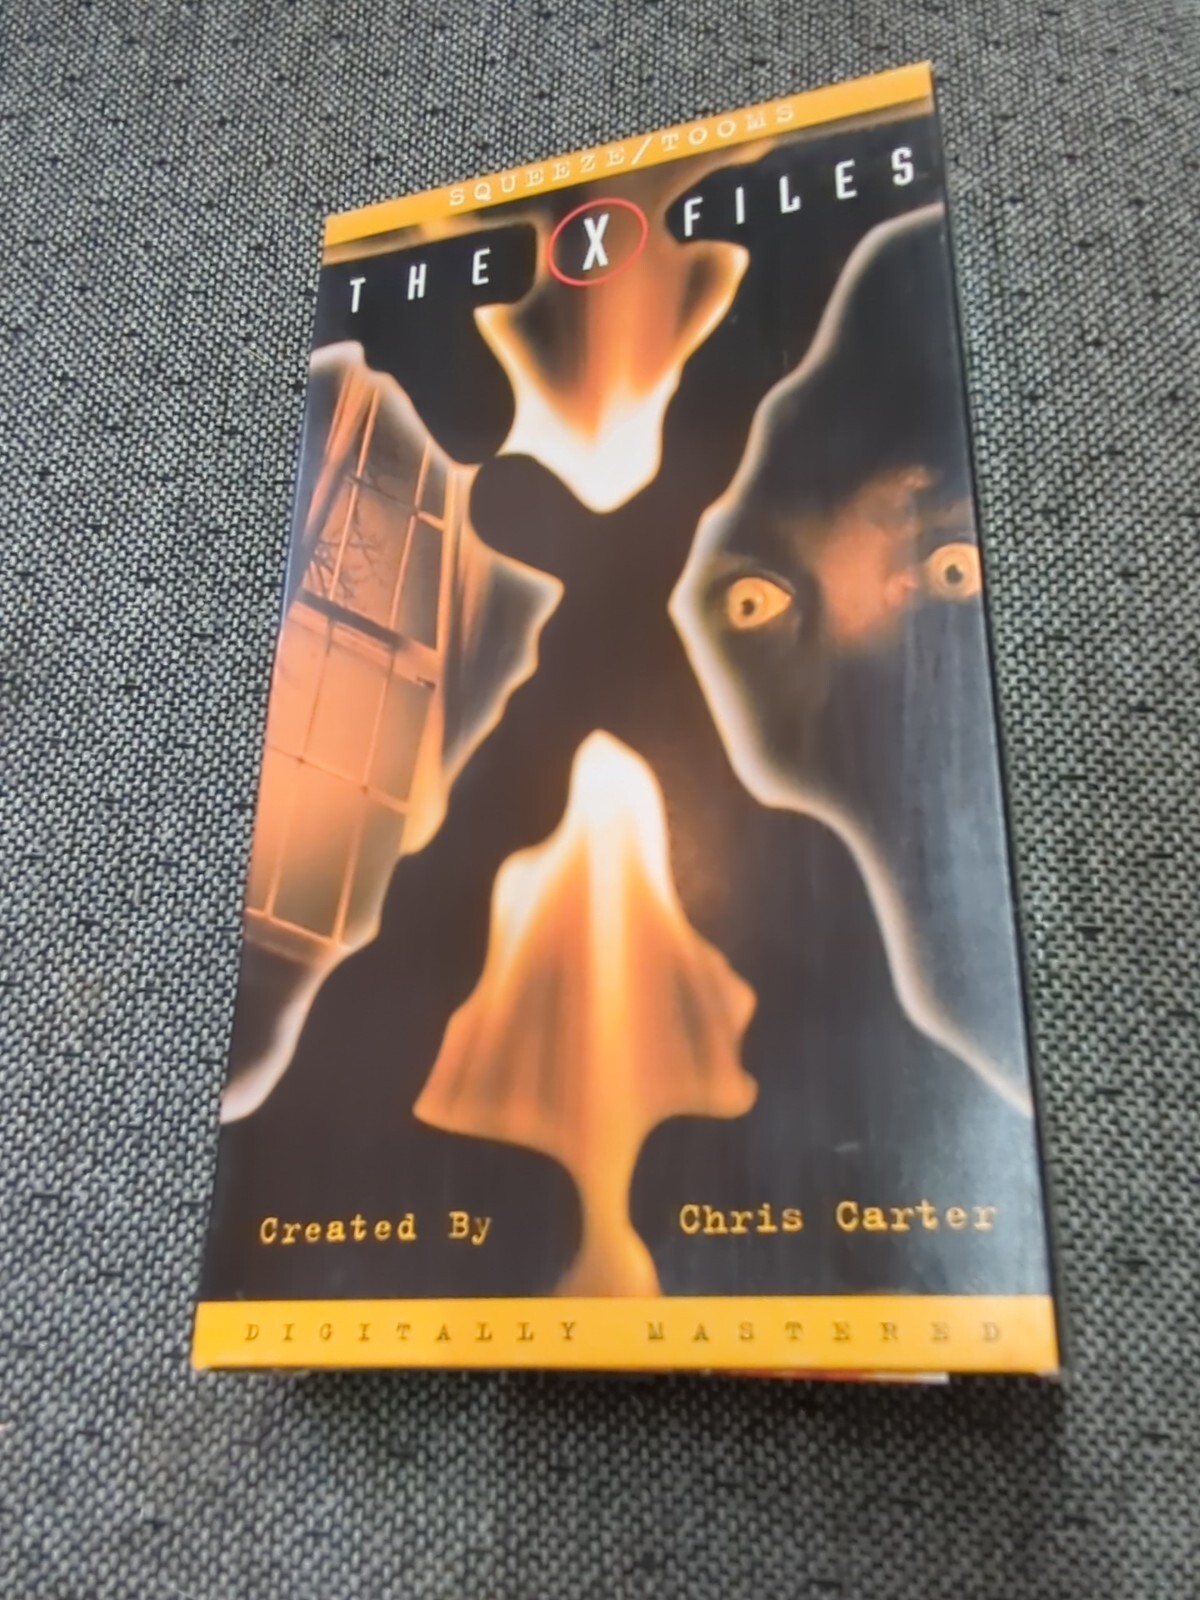 SQUEEZE/TOOMS
THE X FILES
Created By Chris Carter
DIGITALLY MASTERED